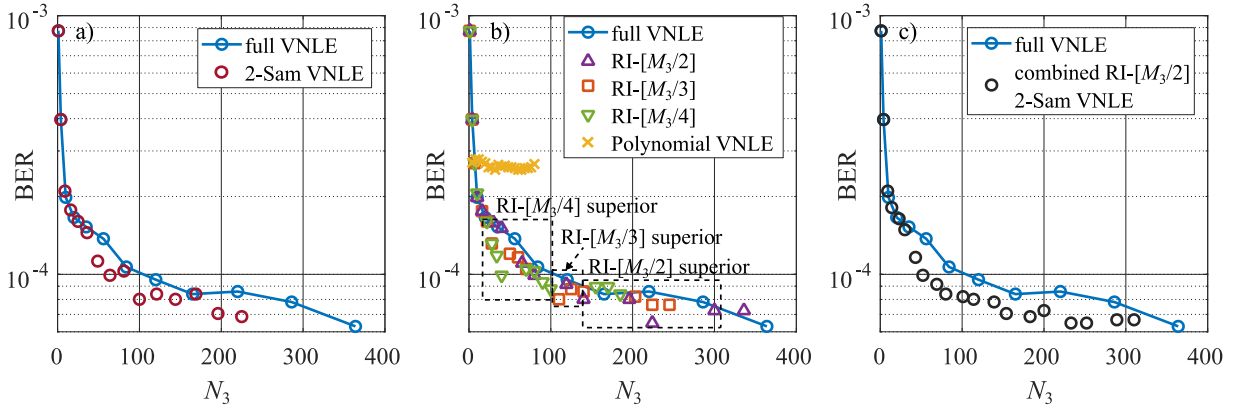 10⁻³
a)
full VNLE
2-Sam VNLE
BER
10⁻⁴
0 100 200 300 400
N₃
10⁻³
b)
full VNLE
RI-[M₃/2]
RI-[M₃/3]
RI-[M₃/4]
Polynomial VNLE
BER
RI-[M₃/4] superior
RI-[M₃/3] superior
RI-[M₃/2] superior
10⁻⁴
0 100 200 300 400
N₃
10⁻³
c)
full VNLE
combined RI-[M₃/2]
2-Sam VNLE
BER
10⁻⁴
0 100 200 300 400
N₃